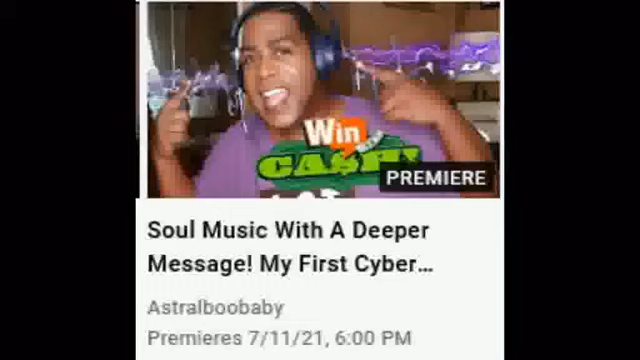 Win
CA$H!
PREMIERE
Soul Music With A Deeper
Message! My First Cyber...
Astralboobaby
Premieres 7/11/21, 6:00 PM